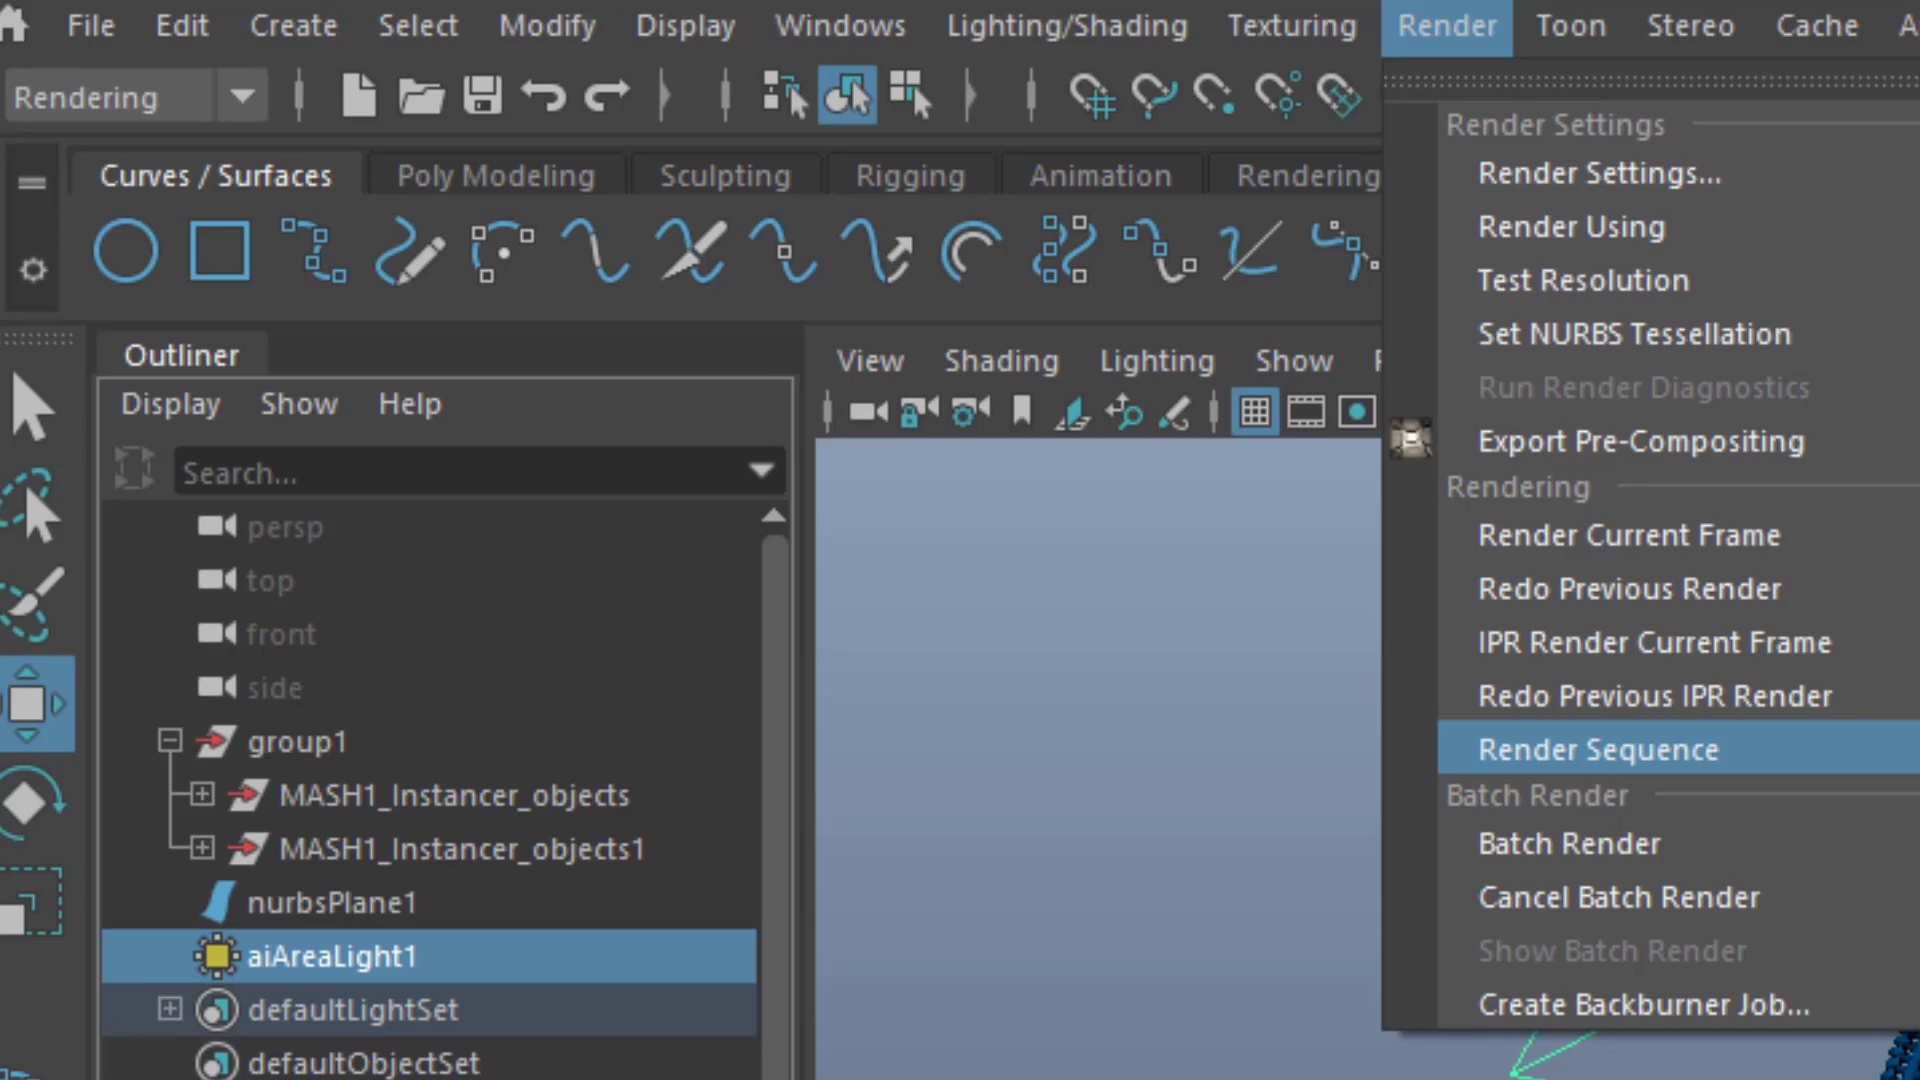 File Edit Create Select Modify Display Windows Lighting/Shading Texturing Render Toon Stereo Cache
Rendering
Curves / Surfaces Poly Modeling Sculpting Rigging Animation Rendering
Outliner
Display Show Help
Search...
persp
top
front
side
group1
MASH1_Instancer_objects
MASH1_Instancer_objects1
nurbsPlane1
aiAreaLight1
defaultLightSet
defaultObjectSet
View Shading Lighting Show
Render Settings
Render Settings...
Render Using
Test Resolution
Set NURBS Tessellation
Run Render Diagnostics
Export Pre-Compositing
Rendering
Render Current Frame
Redo Previous Render
IPR Render Current Frame
Redo Previous IPR Render
Render Sequence
Batch Render
Batch Render
Cancel Batch Render
Show Batch Render
Create Backburner Job...